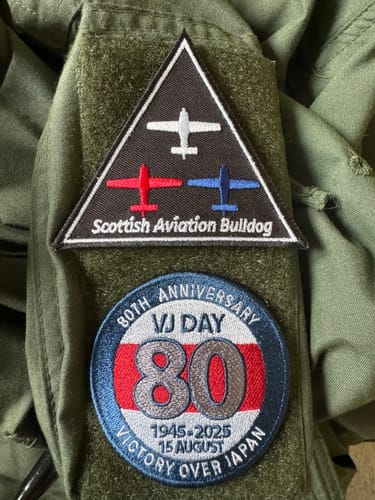 Scottish Aviation Bulldog
80TH ANNIVERSARY
VJ DAY
80
1945-2025
15 AUGUST
VICTORY OVER JAPAN